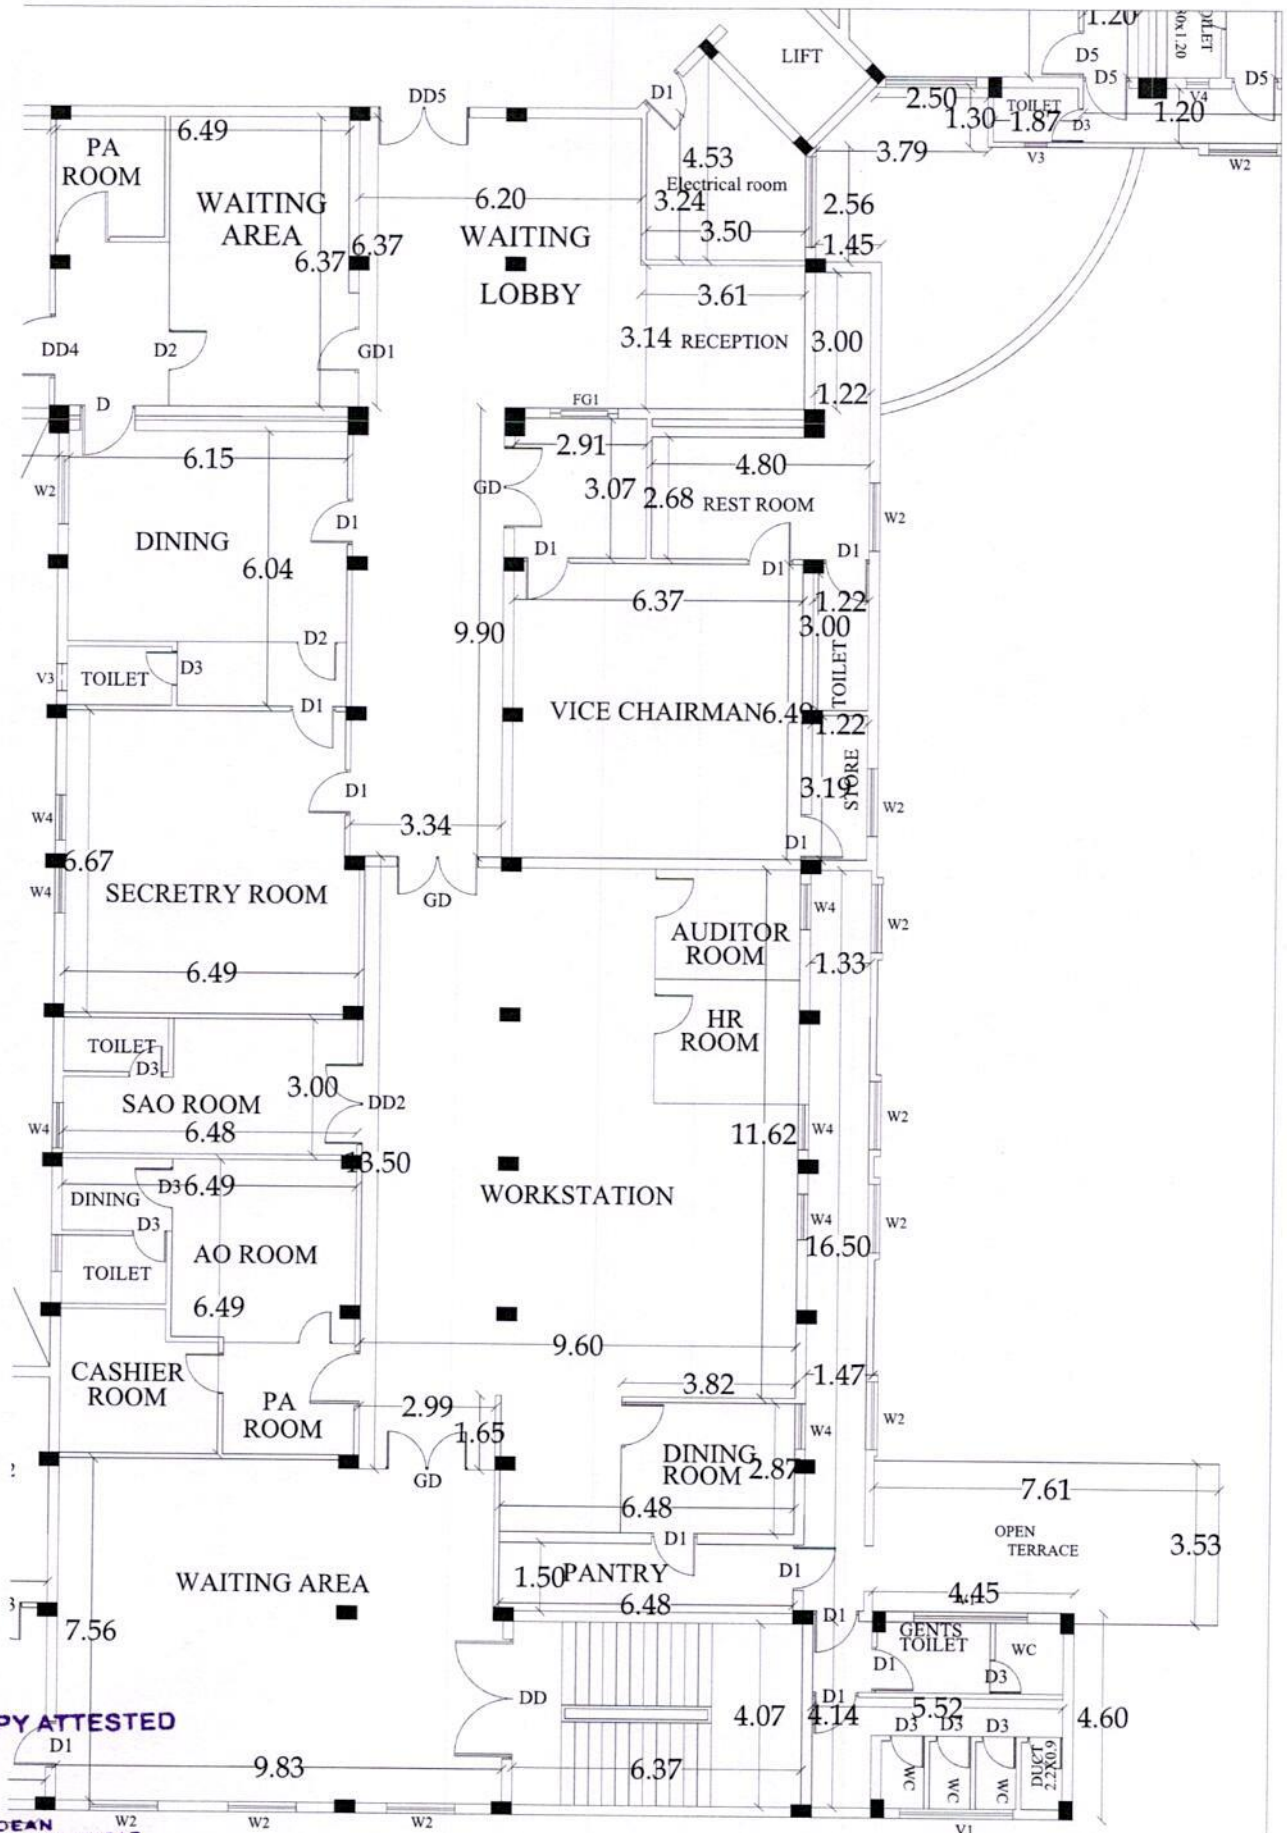 1.20
30x1.20
LIFT
D5
D5
D5
DD5
D1
V4
2.50
TOILET
1.30
1.87
D3
1.20
6.49
PA
ROOM
4.53
3.79
V3
W2
Electrical room
WAITING
AREA
6.20
3.24
2.56
WAITING
3.50
1.45
6.37
6.37
LOBBY
3.61
DD4
D2
GD1
3.14
RECEPTION
3.00
D
FG1
1.22
6.15
2.91
4.80
W2
GD
3.07
2.68
REST ROOM
W2
DINING
D1
D1
D1
D1
6.04
6.37
1.22
D2
9.90
3.00
V3
TOILET
D3
TOILET
D1
VICE CHAIRMAN
6.49
1.22
D1
STORE
3.19
W2
W4
3.34
D1
6.67
W4
SECRETRY ROOM
GD
W4
W2
AUDITOR
ROOM
1.33
6.49
HR
ROOM
TOILET
D3
3.00
SAO ROOM
DD2
W4
6.48
11.62
W4
W2
13.50
D3
6.49
DINING
WORKSTATION
D3
W4
W2
AO ROOM
16.50
TOILET
6.49
9.60
CASHIER
ROOM
3.82
1.47
PA
ROOM
2.99
1.65
W4
W2
DINING
ROOM
2.87
GD
7.61
6.48
OPEN
TERRACE
3.53
D1
WAITING AREA
1.50
PANTRY
D1
4.45
6.48
D1
7.56
GENTS
TOILET
WC
D1
D3
DD
D1
PY ATTESTED
4.07
4.14
5.52
4.60
D1
D3
D3
D3
9.83
6.37
WC
WC
WC
DUCT
2.2X0.9
W2
W2
W2
V1
DEAN